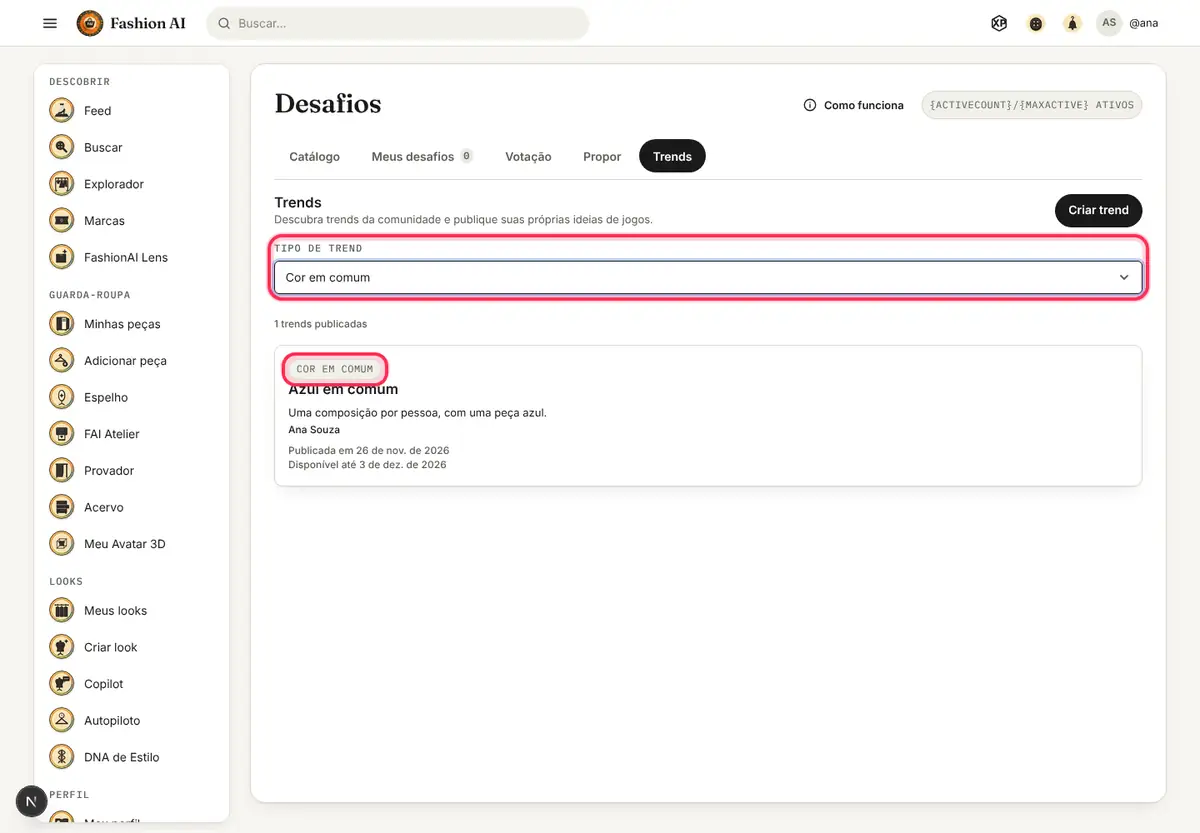 Fashion AI
Buscar...
XP
AS
@ana
DESCOBRIR
Feed
Buscar
Explorador
Marcas
FashionAI Lens
GUARDA-ROUPA
Minhas peças
Adicionar peça
Espelho
FAI Atelier
Provador
Acervo
Meu Avatar 3D
LOOKS
Meus looks
Criar look
Copilot
Autopiloto
DNA de Estilo
PERFIL
Meu perfil
N
Desafios
Como funciona
{ACTIVECOUNT}/{MAXACTIVE} ATIVOS
Catálogo
Meus desafios 0
Votação
Propor
Trends
Trends
Descubra trends da comunidade e publique suas próprias ideias de jogos.
Criar trend
TIPO DE TREND
Cor em comum
1 trends publicadas
COR EM COMUM
Azul em comum
Uma composição por pessoa, com uma peça azul.
Ana Souza
Publicada em 26 de nov. de 2026
Disponível até 3 de dez. de 2026